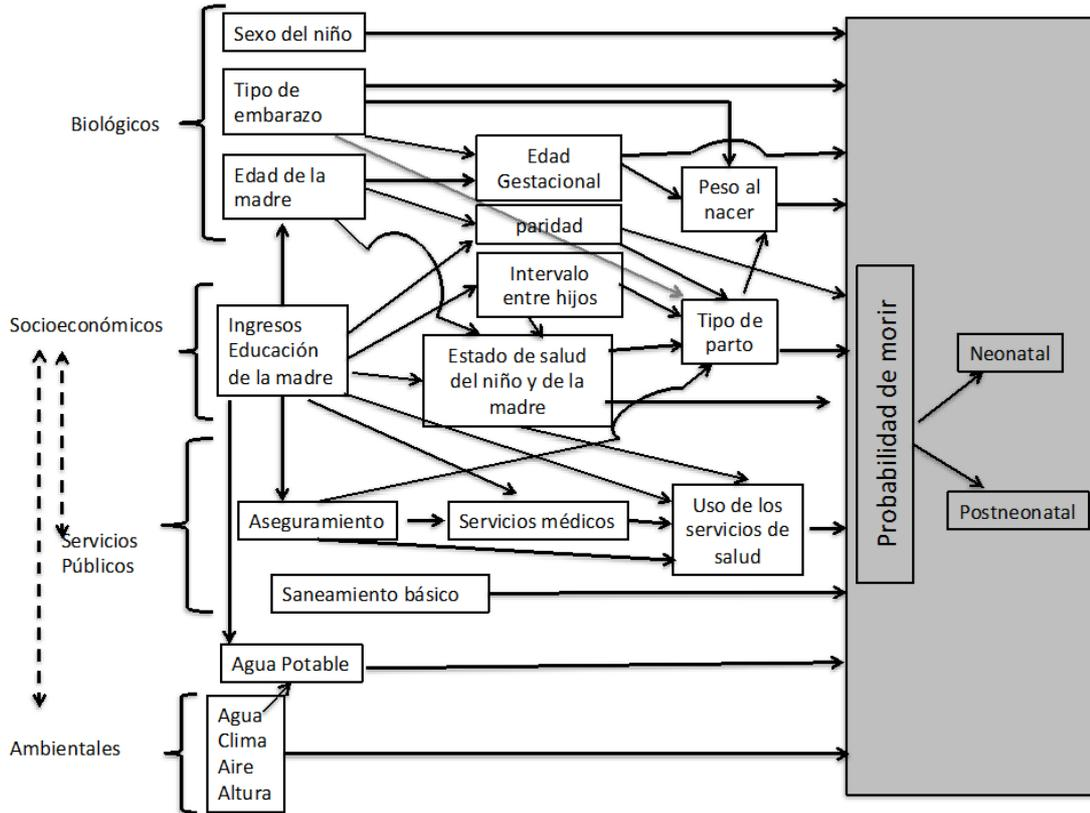 Sexo del niño
Tipo de
embarazo
Biológicos
Edad de la
madre
Edad
Gestacional
Peso al
nacer
paridad
Intervalo
entre hijos
Socioeconómicos
Ingresos
Educación
de la madre
Tipo de
parto
Estado de salud
del niño y de la
madre
Probabilidad de morir
Neonatal
Postneonatal
Servicios
Públicos
Aseguramiento
Servicios médicos
Uso de los
servicios de
salud
Saneamiento básico
Agua Potable
Ambientales
Agua
Clima
Aire
Altura